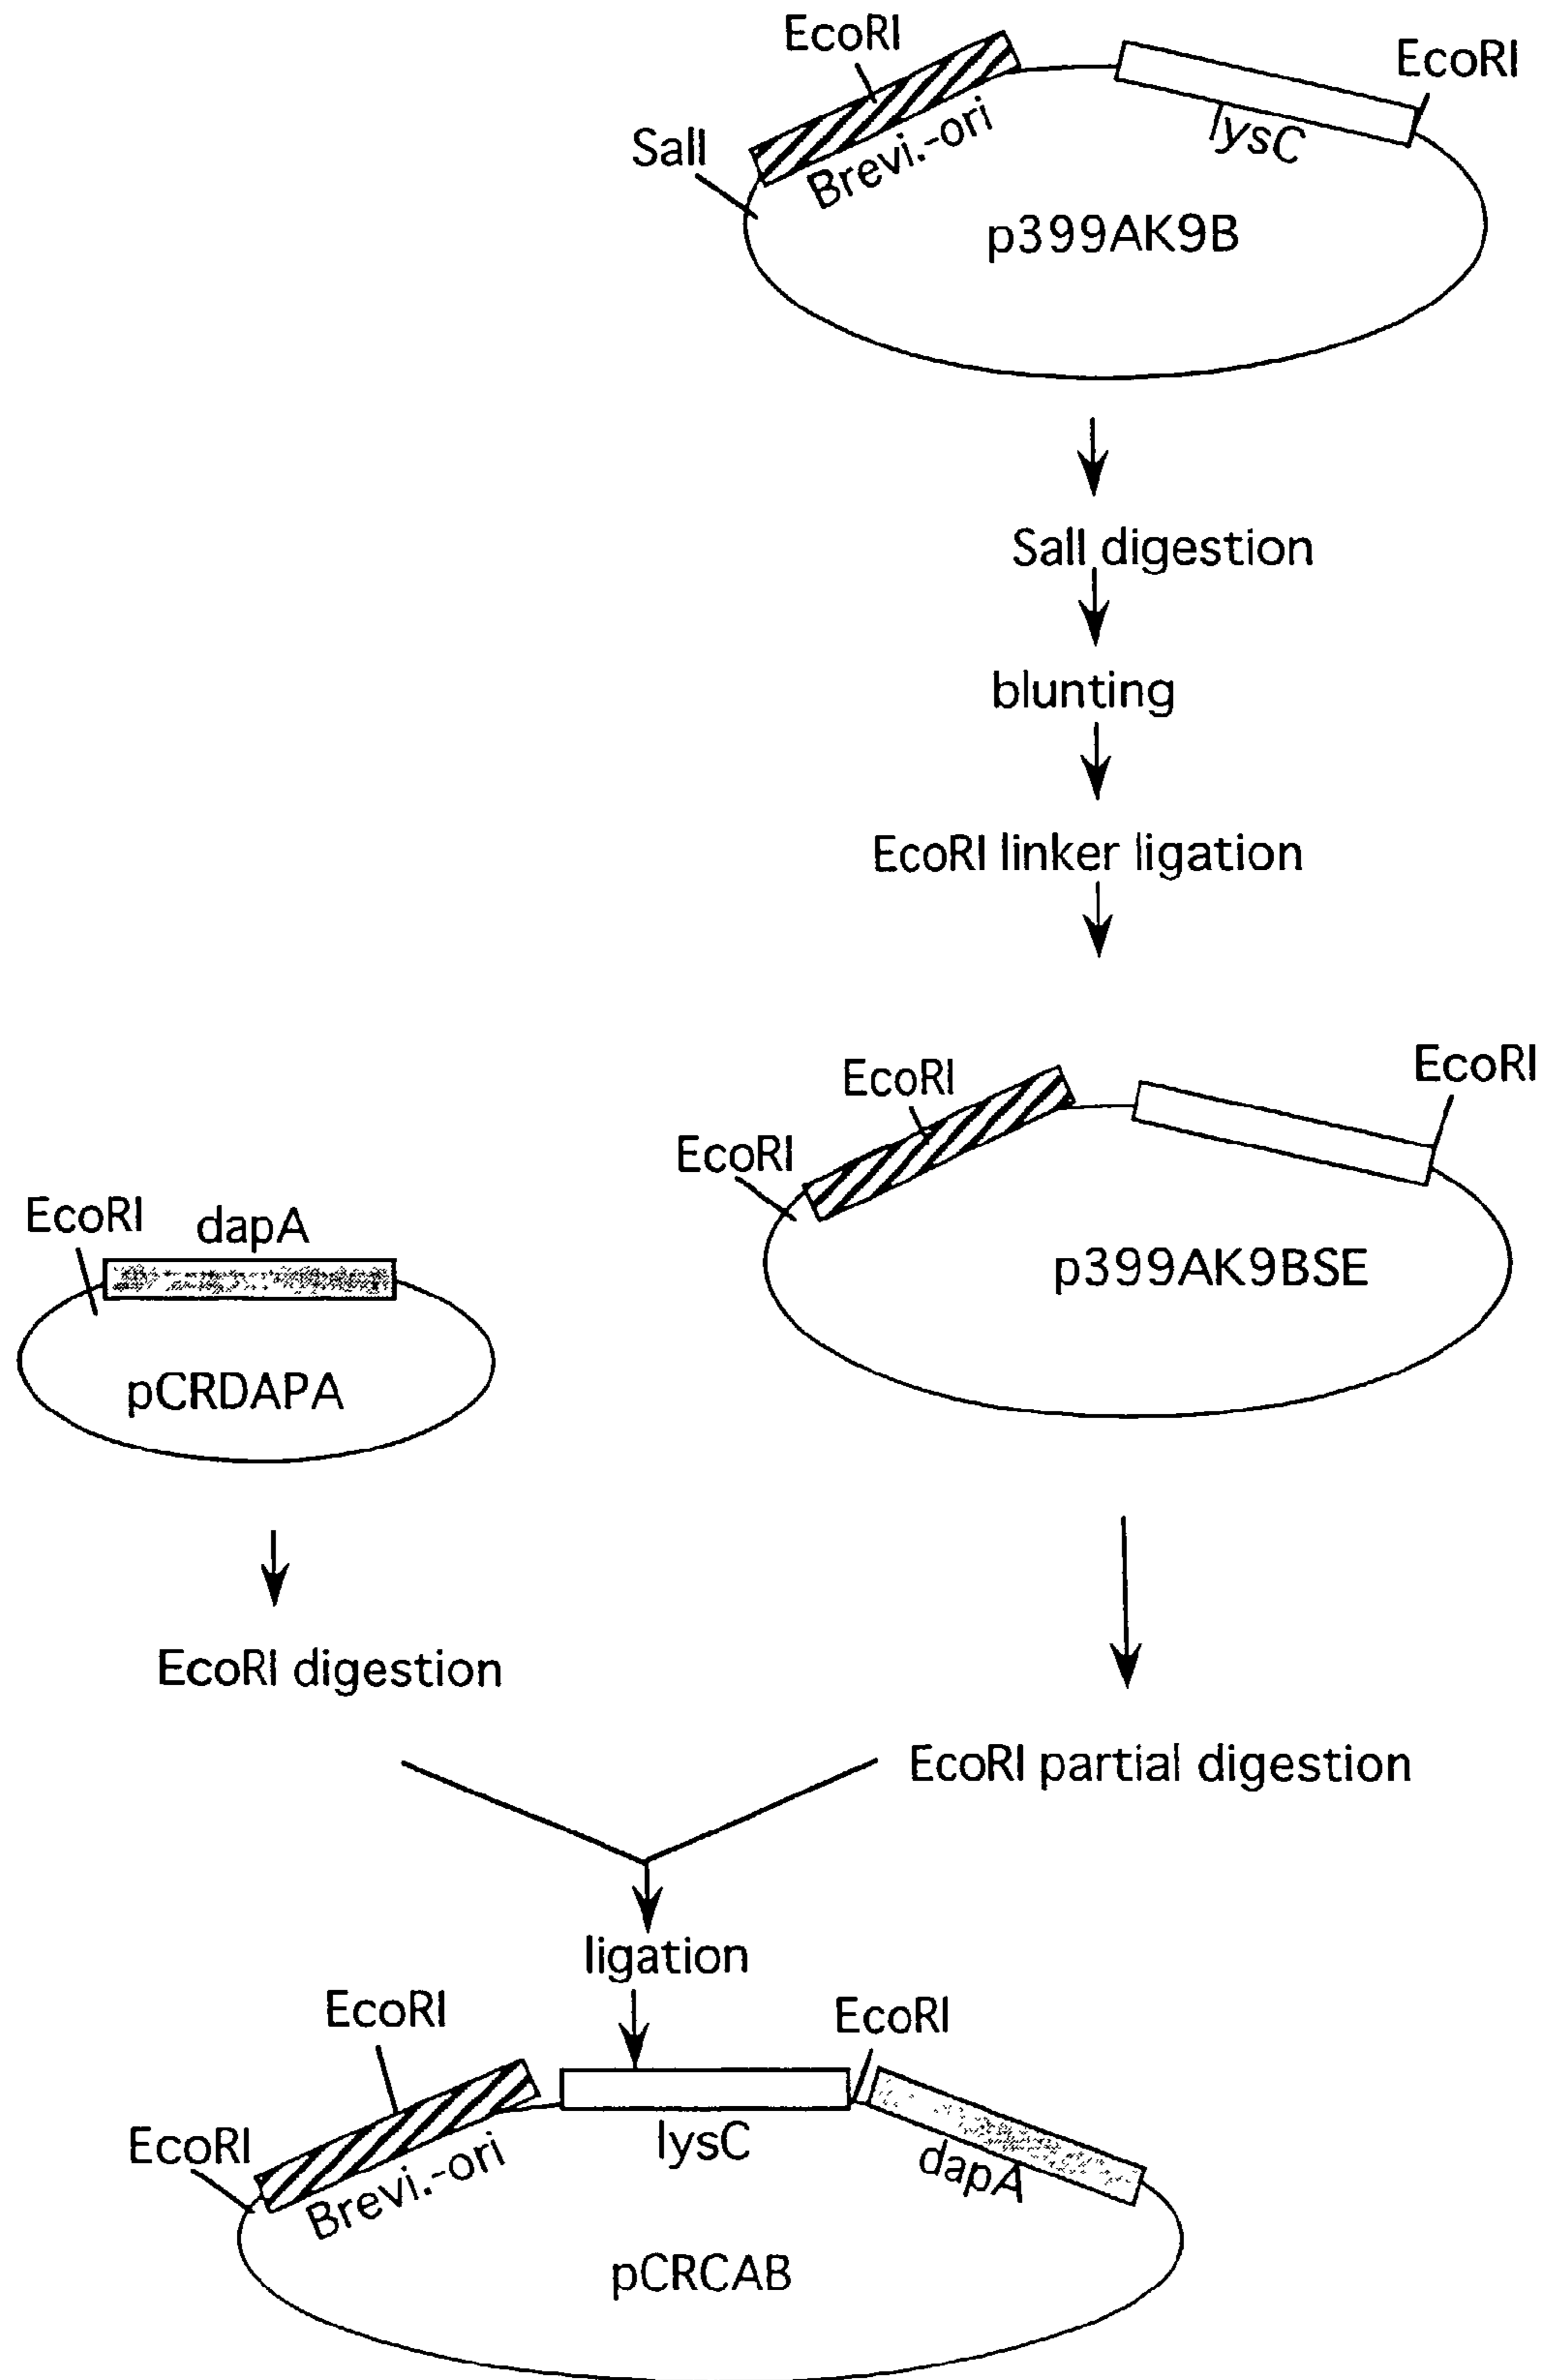 EcoRI
EcoRI
SalI
Brevi.-ori
lysC
p399AK9B
SalI digestion
blunting
EcoRI linker ligation
EcoRI
EcoRI
EcoRI
p399AK9BSE
EcoRI
dapA
pCRDAPA
EcoRI digestion
EcoRI partial digestion
ligation
EcoRI
EcoRI
EcoRI
Brevi.-ori
lysC
dapA
pCRCAB